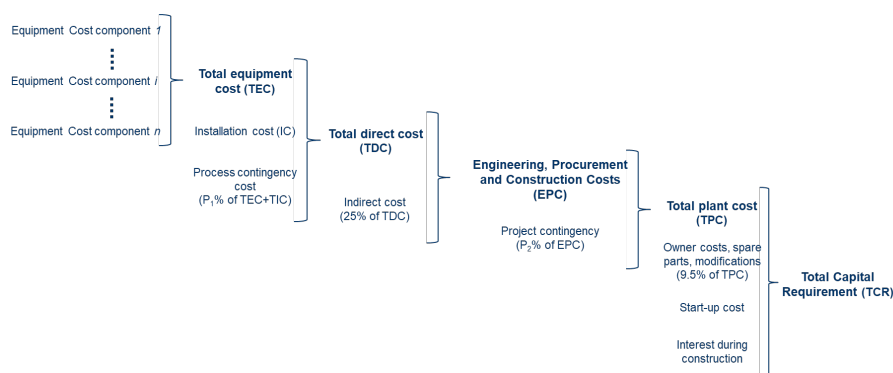 Equipment Cost component 1
Equipment Cost component i
Equipment Cost component n
Total equipment
cost (TEC)
Installation cost (IC)
Process contingency
cost
(P₁% of TEC+TIC)
Total direct cost
(TDC)
Indirect cost
(25% of TDC)
Engineering, Procurement
and Construction Costs
(EPC)
Project contingency
(P₂% of EPC)
Total plant cost
(TPC)
Owner costs, spare
parts, modifications
(9.5% of TPC)
Start-up cost
Interest during
construction
Total Capital
Requirement (TCR)